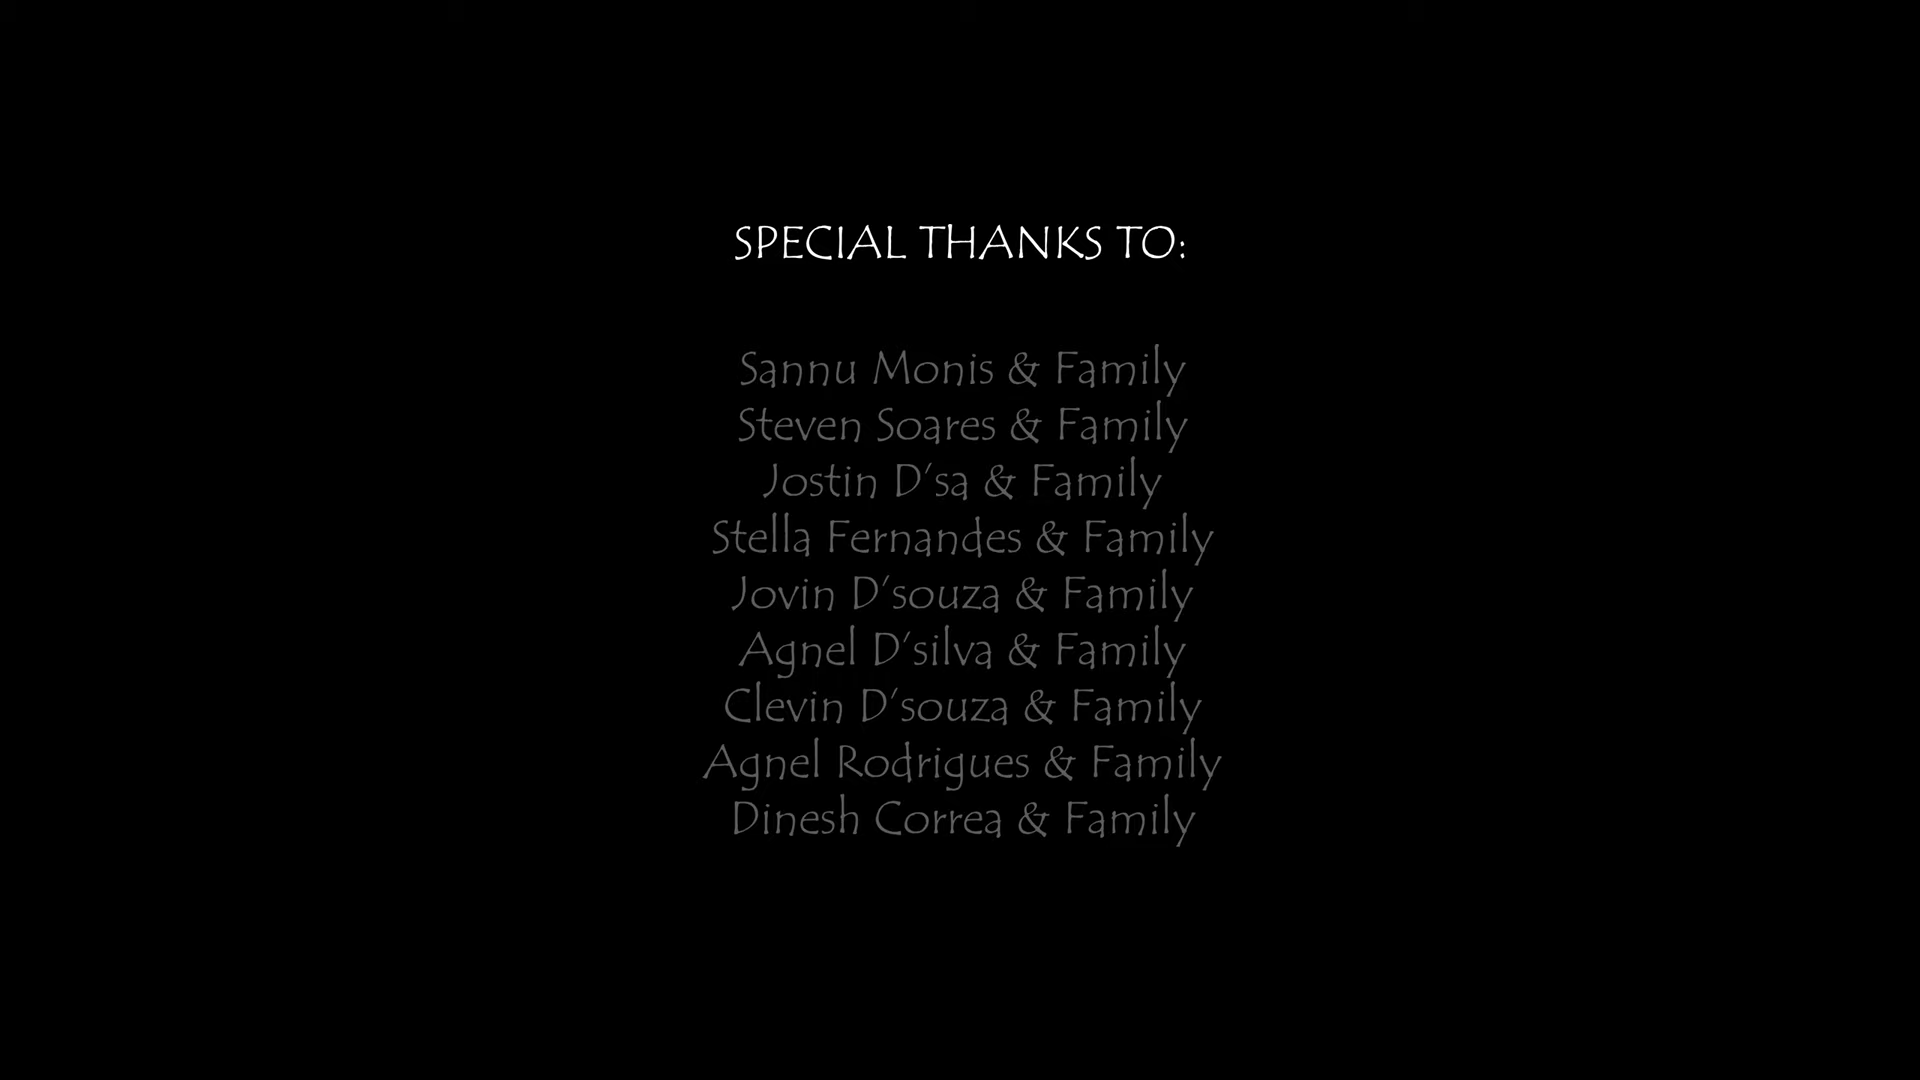 SPECIAL THANKS TO:
Sannu Monis & Family
Steven Soares & Family
Jostin D'sa & Family
Stella Fernandes & Family
Jovin D'souza & Family
Agnel D'silva & Family
Clevin D'souza & Family
Agnel Rodrigues & Family
Dinesh Correa & Family